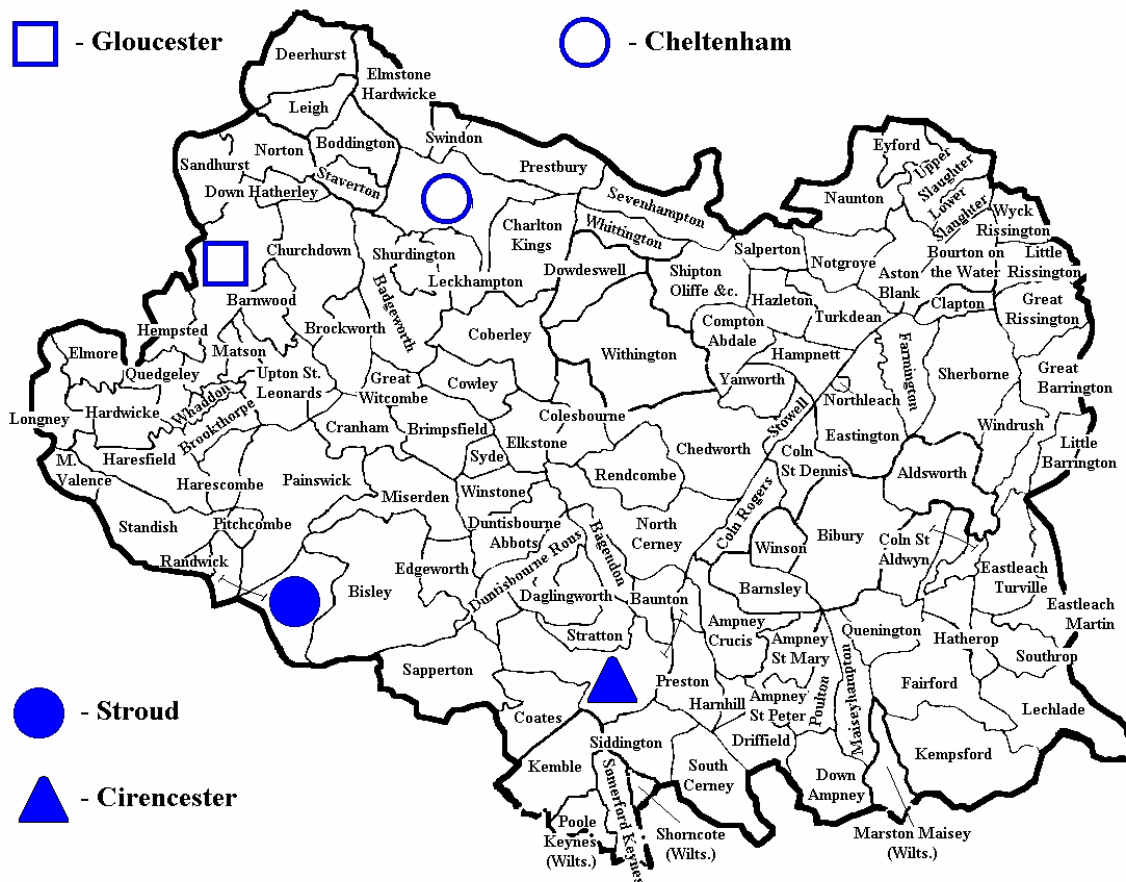 - Gloucester
- Cheltenham
Deerhurst
Elmstone
Hardwicke
Leigh
Boddington
Swindon
Norton
Sandhurst
Staverton
Prestbury
Down Hatherley
Eyford
Upper
Slaughter
Lower
Slaughter
Naunton
Wyck
Rissington
Sevenhampton
Whittington
Charlton
Kings
Churchdown
Shurdington
Salperton
Notgrove
Bourton on
the Water
Little
Rissington
Leckhampton
Dowdeswell
Shipton
Oliffe &c.
Aston
Blank
Badgeworth
Barnwood
Hazleton
Clapton
Great
Rissington
Turkdean
Compton
Abdale
Hempsted
Brockworth
Coberley
Elmore
Matson
Withington
Hampnett
Farmington
Sherborne
Great
Barrington
Quedgeley
Upton St.
Leonards
Great
Witcombe
Cowley
Yanworth
Northleach
Whaddon
Hardwicke
Longney
Brookthorpe
Colesbourne
Stowell
Cranham
Brimpsfield
Elkstone
Chedworth
Eastington
Windrush
Little
Barrington
Haresfield
M.
Valence
Syde
Coln
St Dennis
Aldsworth
Harescombe
Painswick
Rendcombe
Winstone
Miserden
Coln Rogers
Standish
Pitchcombe
Duntisbourne
Abbots
North
Cerney
Bibury
Coln St
Aldwyn
Winson
Randwick
Bagendon
Edgeworth
Duntisbourne Rous
Eastleach
Turville
Bisley
Daglingworth
Baunton
Barnsley
Eastleach
Martin
Stratton
Ampney
Crucis
Ampney
St Mary
Quenington
Hatherop
Southrop
Sapperton
Preston
Maiseyhampton
Fairford
Poulton
Ampney
St Peter
Harnhill
Lechlade
- Stroud
Coates
Siddington
Driffield
Kempsford
Kemble
South
Cerney
Down
Ampney
- Cirencester
Somerford Keynes
Poole
Keynes
(Wilts.)
Shorncote
(Wilts.)
Marston Maisey
(Wilts.)